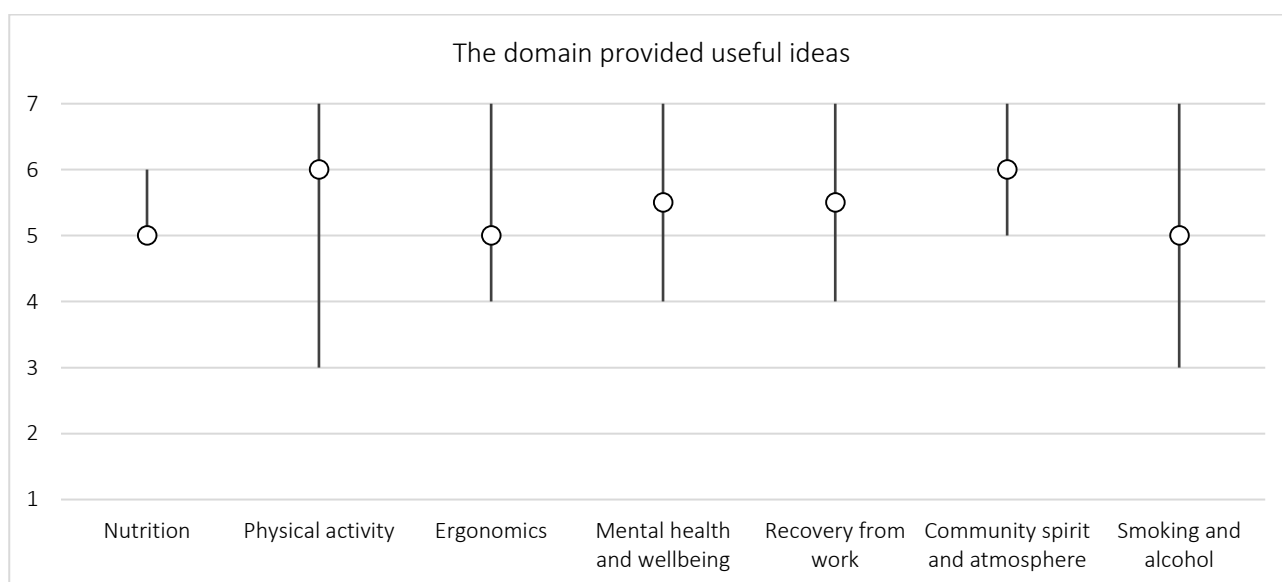 The domain provided useful ideas
7
6
5
4
3
2
1
Nutrition
Physical activity
Ergonomics
Mental health
and wellbeing
Recovery from
work
Community spirit
and atmosphere
Smoking and
alcohol